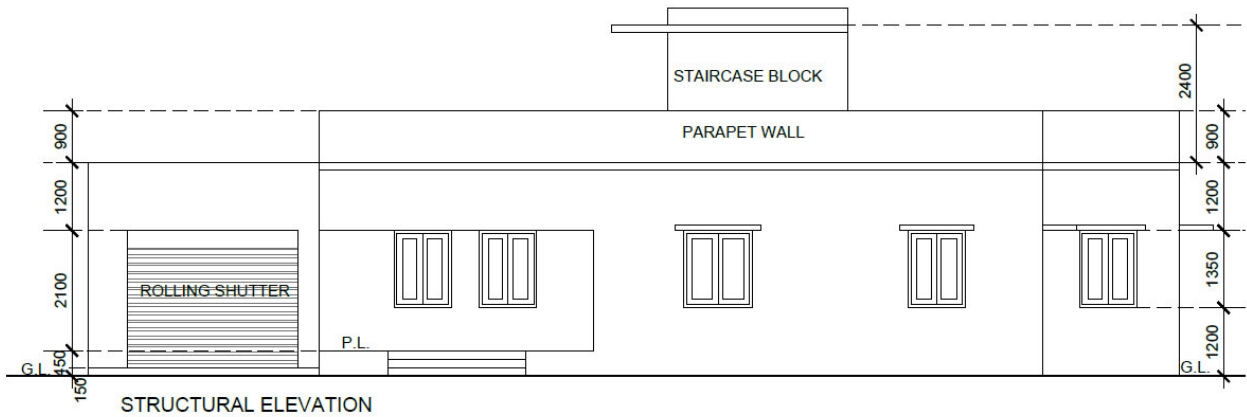 STAIRCASE BLOCK
2400
900
PARAPET WALL
900
1200
1200
2100
ROLLING SHUTTER
1350
P.L.
450
1200
G.L.
G.L.
150
STRUCTURAL ELEVATION